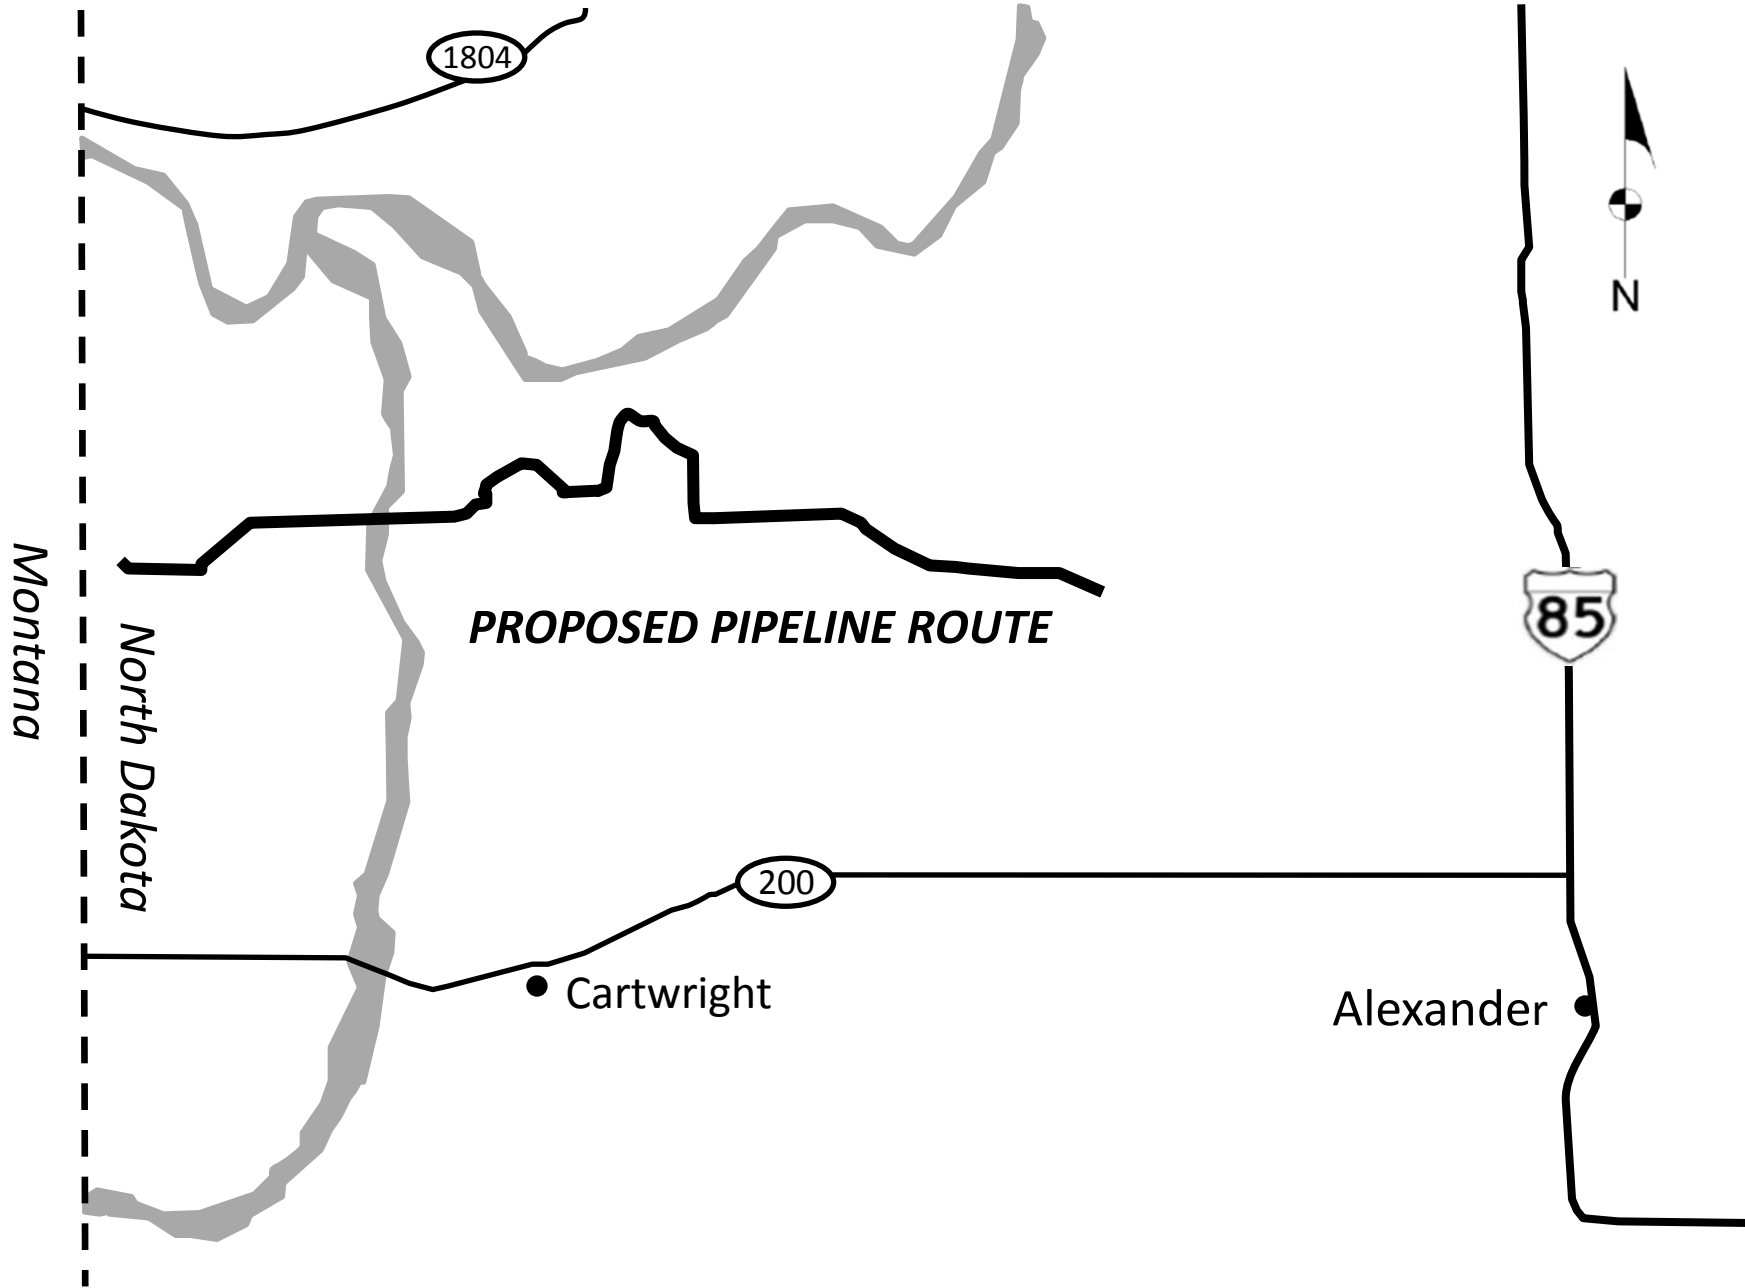 1804
N
Montana
North Dakota
PROPOSED PIPELINE ROUTE
85
200
Cartwright
Alexander